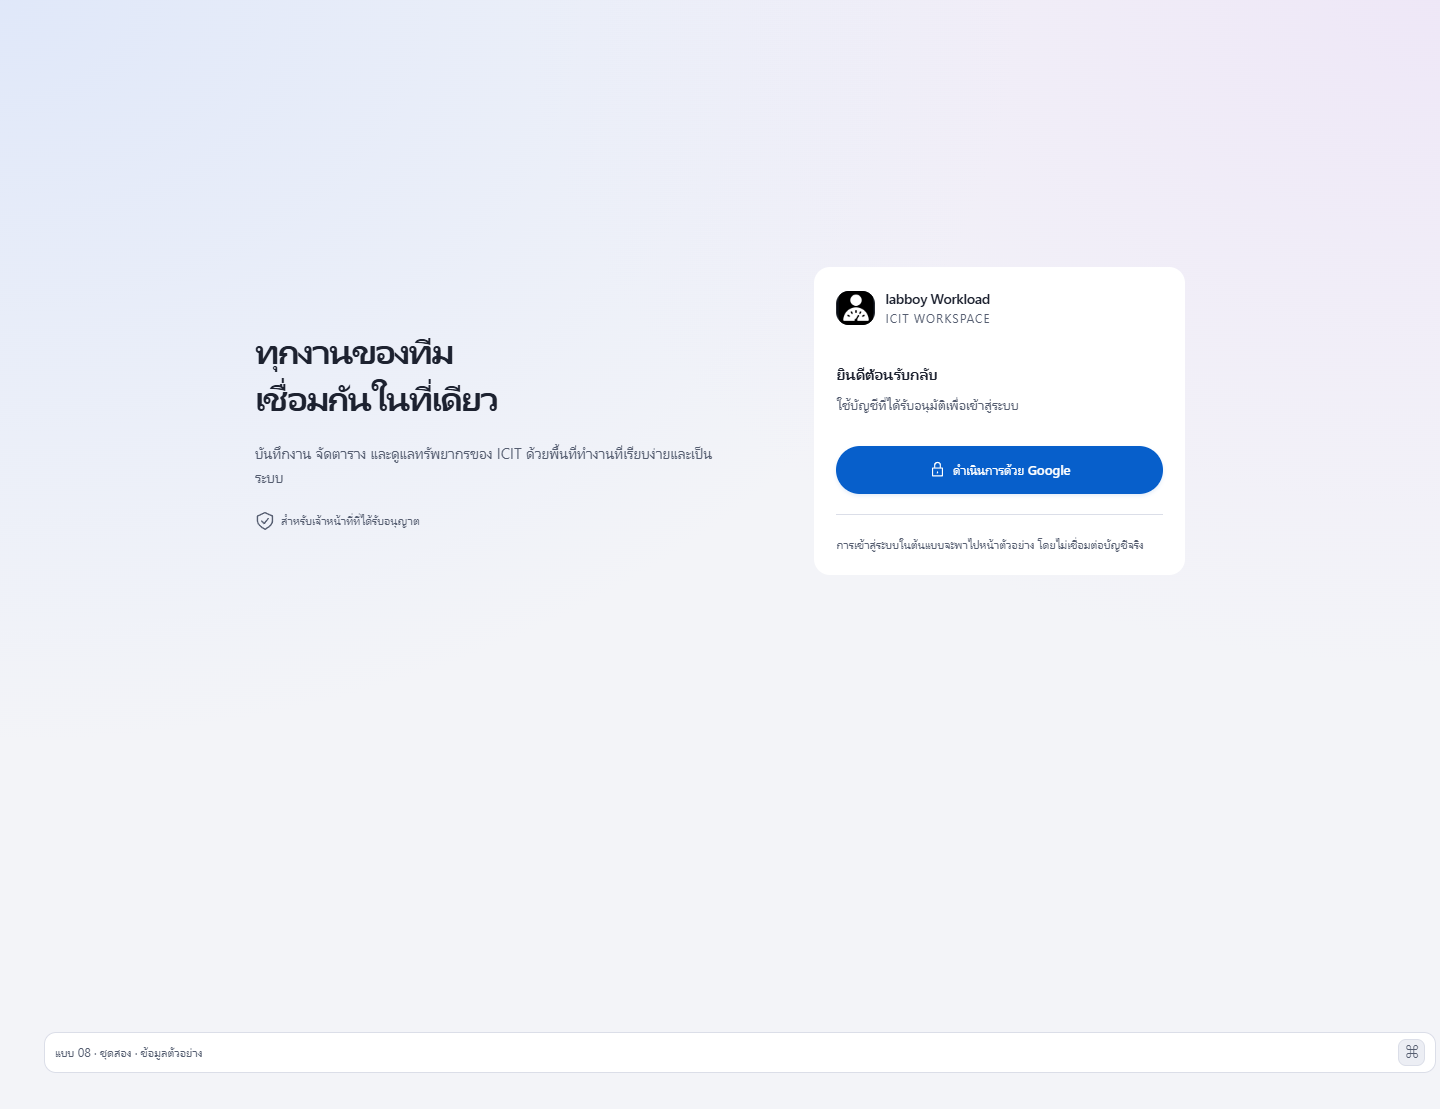 ทุกงานของทีม
เชื่อมกันในที่เดียว
บันทึกงาน จัดตาราง และดูแลทรัพยากรของ ICIT ด้วยพื้นที่ทำงานที่เรียบง่ายและเป็น
ระบบ
สำหรับเจ้าหน้าที่ที่ได้รับอนุญาต
labboy Workload
ICIT WORKSPACE
ยินดีต้อนรับกลับ
ใช้บัญชีที่ได้รับอนุมัติเพื่อเข้าสู่ระบบ
ดำเนินการด้วย Google
การเข้าสู่ระบบในต้นแบบจะพาไปหน้าตัวอย่าง โดยไม่เชื่อมต่อบัญชีจริง
แบบ 08 · ชุดสอง · ข้อมูลตัวอย่าง
⌘